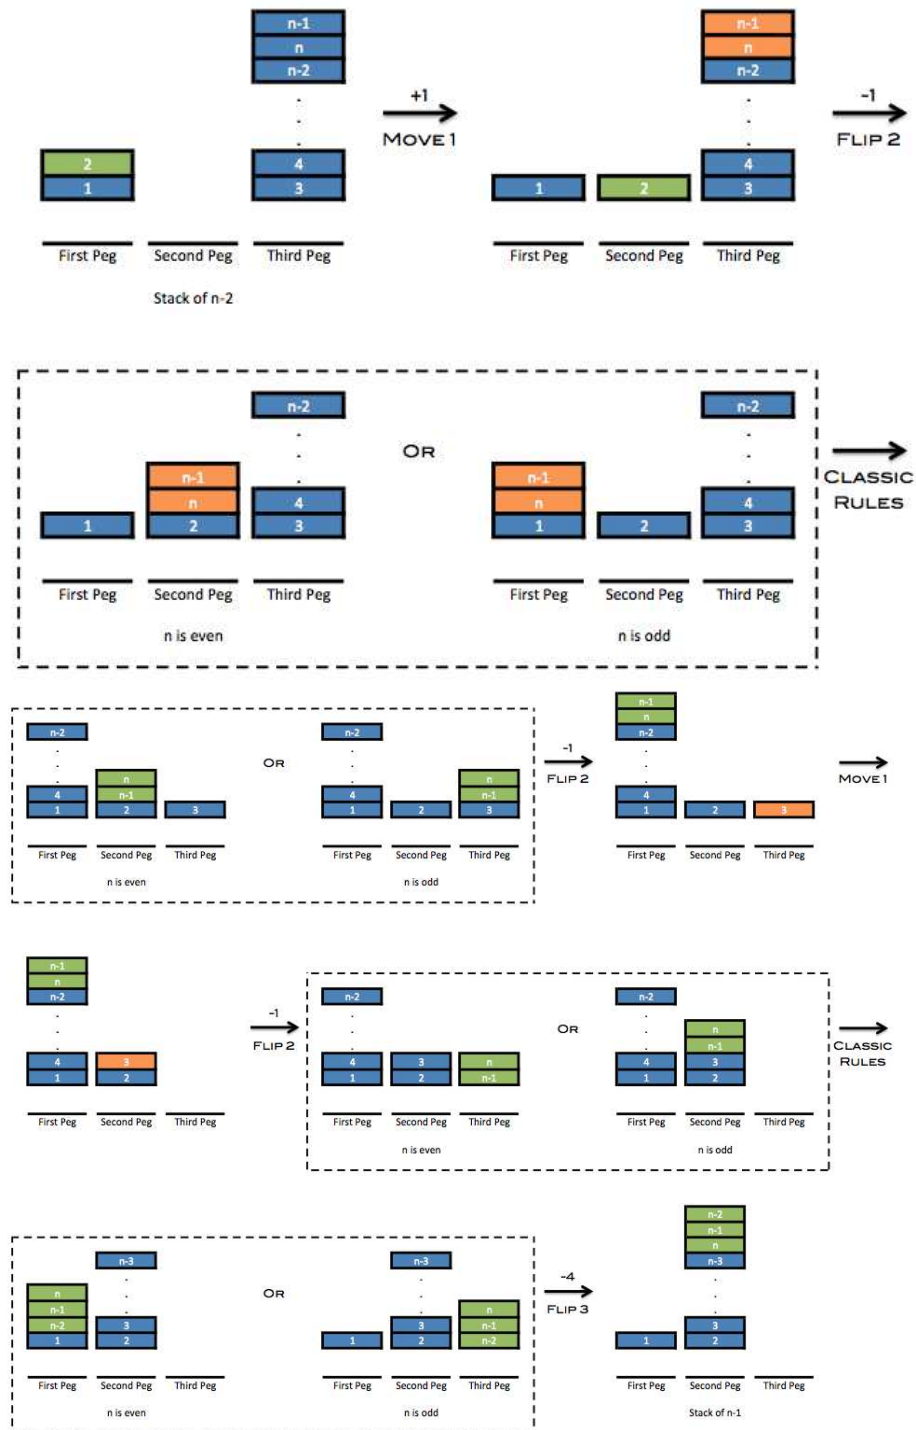 n-1
n-1
n
n
n-2
n-2
+1
-1
.
.
.
.
.
.
MOVE 1
FLIP 2
2
4
4
1
3
1
2
3
First Peg Second Peg Third Peg
First Peg Second Peg Third Peg
Stack of n-2
n-2
n-2
.
.
.
.
.
.
OR
n-1
n-1
n
4
n
4
1
2
3
1
2
3
CLASSIC
RULES
First Peg Second Peg Third Peg
First Peg Second Peg Third Peg
n is even
n is odd
n-2
n-2
.
.
.
.
.
.
OR
n
n
4
n-1
4
n-1
1
2
3
1
2
3
First Peg Second Peg Third Peg
First Peg Second Peg Third Peg
n is even
n is odd
-1
FLIP 2
n-1
n
n-2
.
.
.
4
1
2
3
First Peg Second Peg Third Peg
MOVE 1
n-1
n
n-2
.
.
.
4
3
1
2
First Peg Second Peg Third Peg
-1
FLIP 2
n-2
n-2
.
.
.
.
.
.
OR
n
n-1
4
3
n
4
3
1
2
n-1
1
2
First Peg Second Peg Third Peg
First Peg Second Peg Third Peg
n is even
n is odd
CLASSIC
RULES
n-3
n-3
.
.
.
.
.
.
OR
n
n
n-1
n-1
n-2
3
3
n-2
1
2
1
2
First Peg Second Peg Third Peg
First Peg Second Peg Third Peg
n is even
n is odd
-4
FLIP 3
n-2
n-1
n
n-3
.
.
.
3
1
2
First Peg Second Peg Third Peg
Stack of n-1